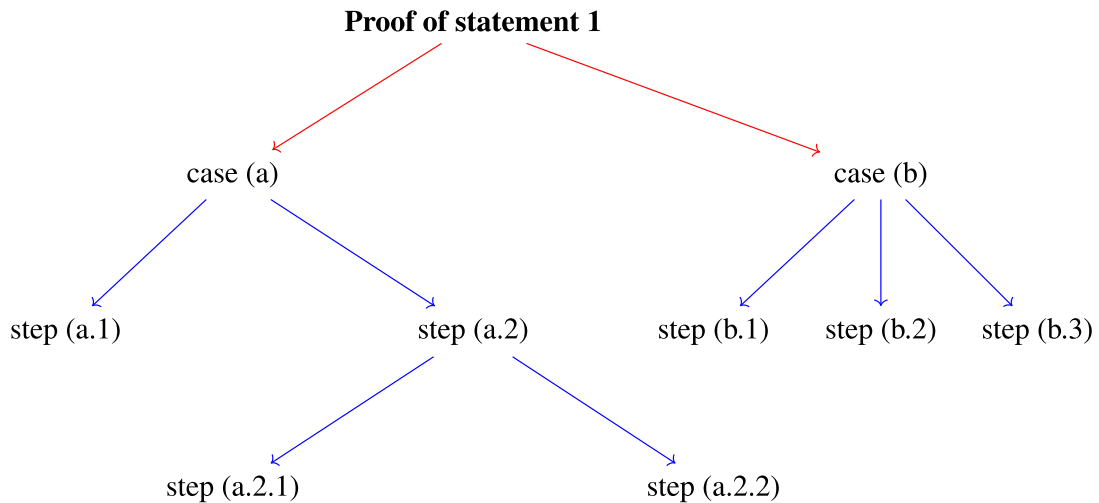 Proof of statement 1
case (a)
case (b)
step (a.1)
step (a.2)
step (b.1)
step (b.2)
step (b.3)
step (a.2.1)
step (a.2.2)